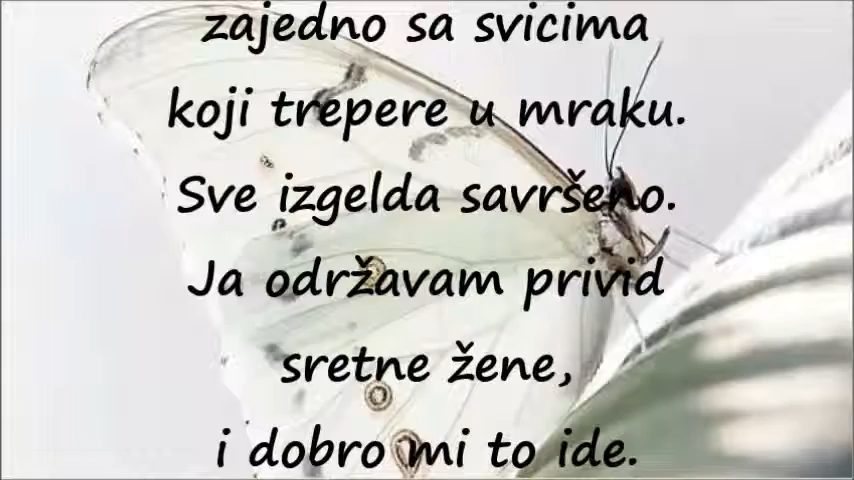 zajedno sa svicima
koji trepere u mraku.
Sve izgelda savršeno.
Ja održavam privid
sretne žene,
i dobro mi to ide.